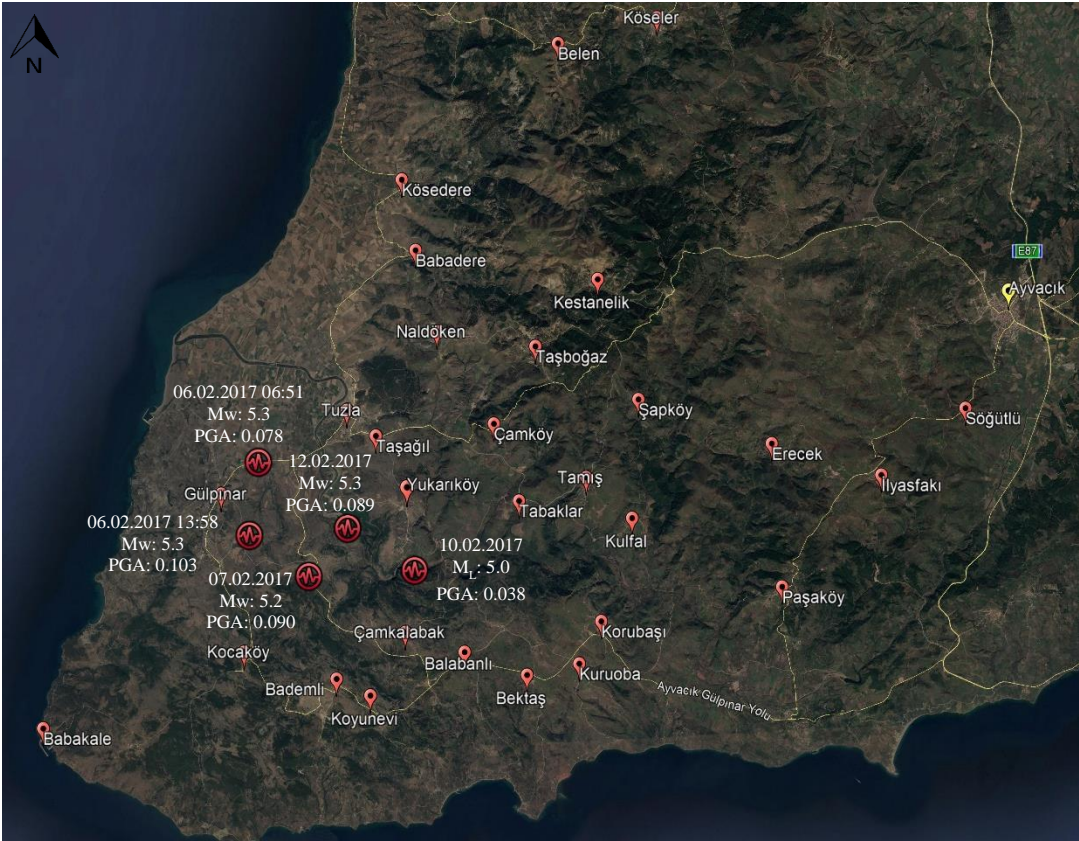 Köseler
Belen
N
Kösedere
Babadere
E87
Ayvacık
Kestanelik
Naldöken
Taşboğaz
06.02.2017 06:51
Mw: 5.3
PGA: 0.078
Tuzla
Şapköy
Söğütlü
Çamköy
Taşağıl
Erecek
12.02.2017
Mw: 5.3
PGA: 0.089
Gülpınar
Yukarıköy
Tamış
İlyasfakı
Tabaklar
06.02.2017 13:58
Mw: 5.3
PGA: 0.103
Kulfal
10.02.2017
ML: 5.0
PGA: 0.038
07.02.2017
Mw: 5.2
PGA: 0.090
Paşaköy
Çamkalabak
Korubaşı
Kocaköy
Balabanlı
Kuruoba
Bademli
Bektaş
Ayvacık Gülpınar Yolu
Koyunevi
Babakale